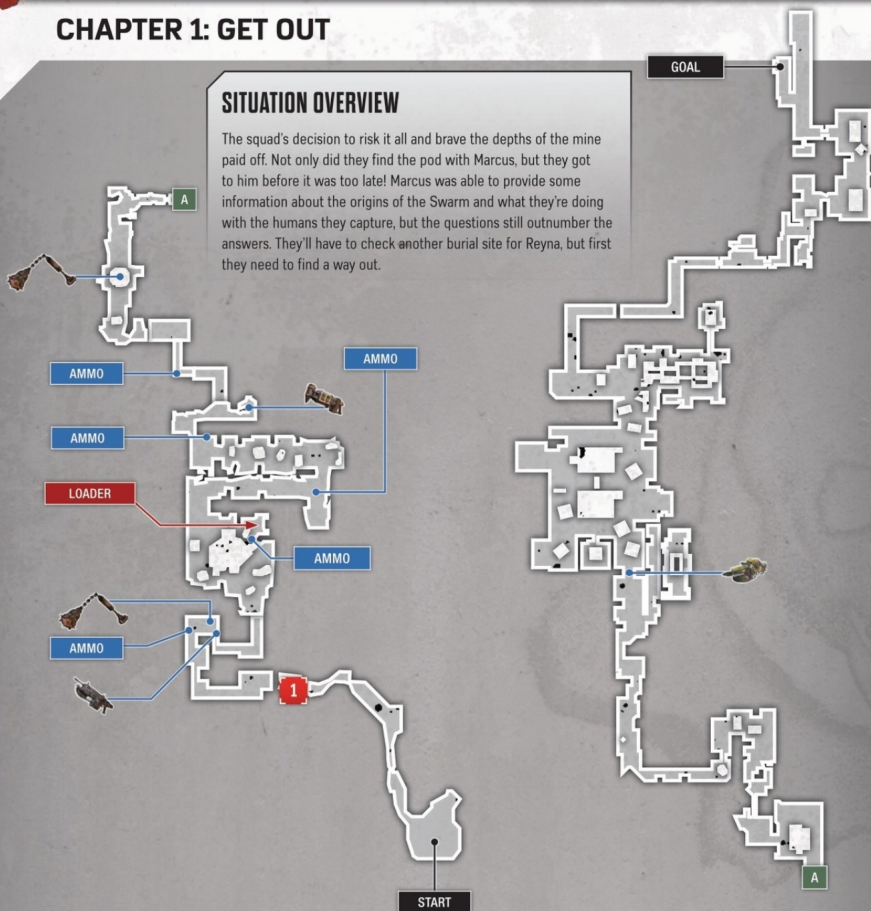 CHAPTER 1: GET OUT
GOAL
SITUATION OVERVIEW
The squad's decision to risk it all and brave the depths of the mine
paid off. Not only did they find the pod with Marcus, but they got
to him before it was too late! Marcus was able to provide some
information about the origins of the Swarm and what they're doing
with the humans they capture, but the questions still outnumber the
answers. They'll have to check another burial site for Reyna, but first
they need to find a way out.
A
AMMO
AMMO
AMMO
LOADER
AMMO
AMMO
1
A
START